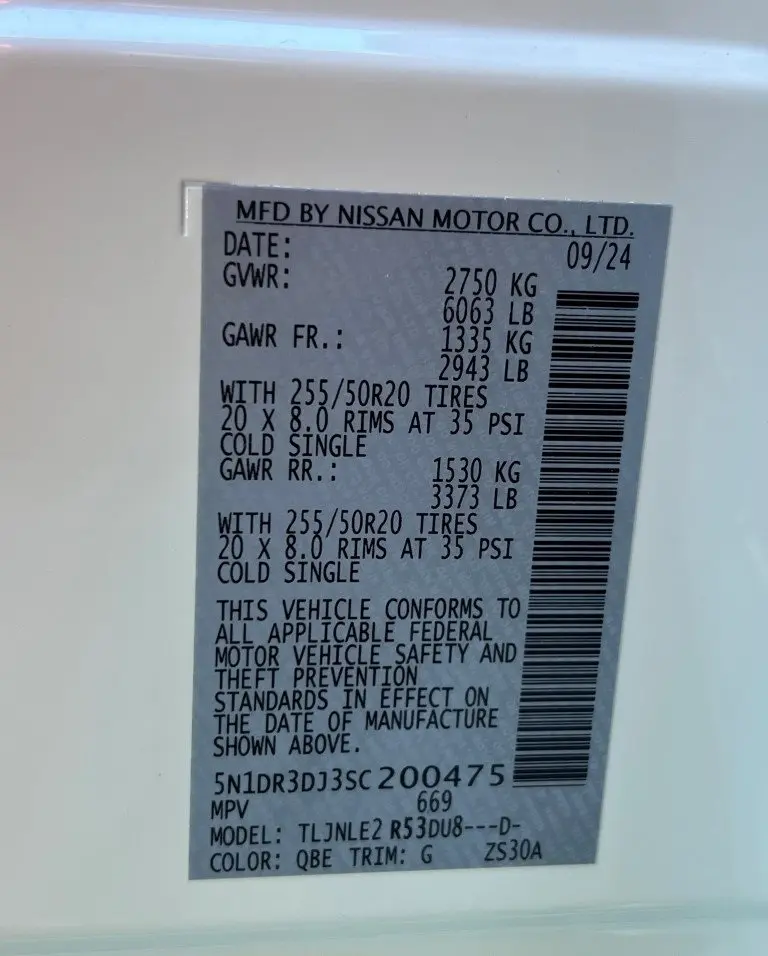 MFD BY NISSAN MOTOR CO., LTD.
DATE: 09/24
GVWR: 2750 KG
6063 LB
GAWR FR.: 1335 KG
2943 LB
WITH 255/50R20 TIRES
20 X 8.0 RIMS AT 35 PSI
COLD SINGLE
GAWR RR.: 1530 KG
3373 LB
WITH 255/50R20 TIRES
20 X 8.0 RIMS AT 35 PSI
COLD SINGLE
THIS VEHICLE CONFORMS TO
ALL APPLICABLE FEDERAL
MOTOR VEHICLE SAFETY AND
THEFT PREVENTION
STANDARDS IN EFFECT ON
THE DATE OF MANUFACTURE
SHOWN ABOVE.
5N1DR3DJ3SC200475
MPV 669
MODEL: TLJNLE2 R53DU8---D-
COLOR: QBE TRIM: G ZS30A